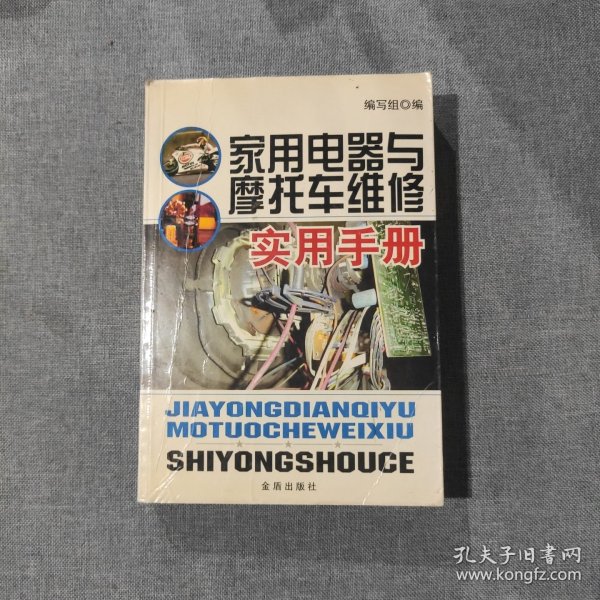 编写组◎编
家用电器与
摩托车维修
实用手册
JIAYONGDIANQIYU
MOTUOCHEWEIXIU
SHIYONGSHOUCE
金盾出版社
孔夫子旧书网
www.kongfz.com